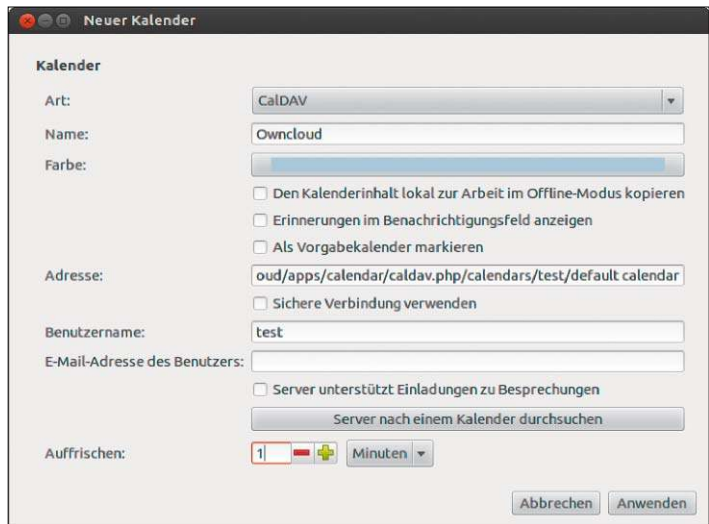 Neuer Kalender
Kalender
Art: CalDAV
Name: Owncloud
Farbe:
Den Kalenderinhalt lokal zur Arbeit im Offline-Modus kopieren
Erinnerungen im Benachrichtigungsfeld anzeigen
Als Vorgabekalender markieren
Adresse: oud/apps/calendar/caldav.php/calendars/test/default calendar
Sichere Verbindung verwenden
Benutzername: test
E-Mail-Adresse des Benutzers:
Server unterstützt Einladungen zu Besprechungen
Server nach einem Kalender durchsuchen
Auffrischen: 1 Minuten
Abbrechen Anwenden